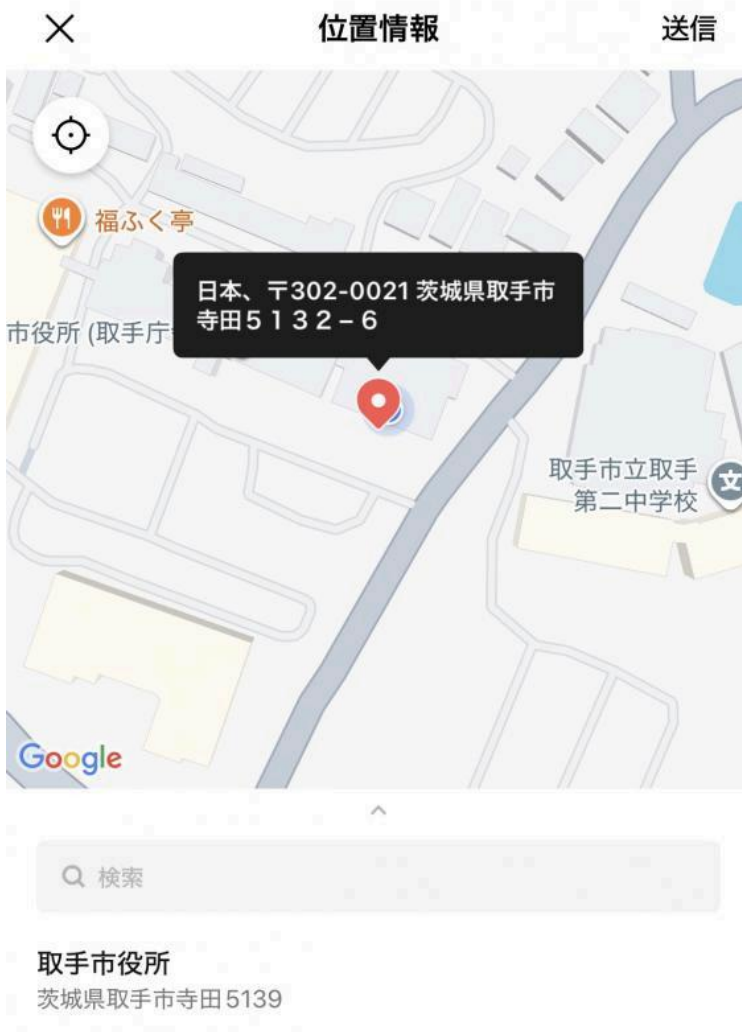 位置情報
送信
福ふく亭
日本、〒302-0021 茨城県取手市
寺田５１３２−６
市役所 (取手庁
取手市立取手
第二中学校
文
Google
検索
取手市役所
茨城県取手市寺田5139